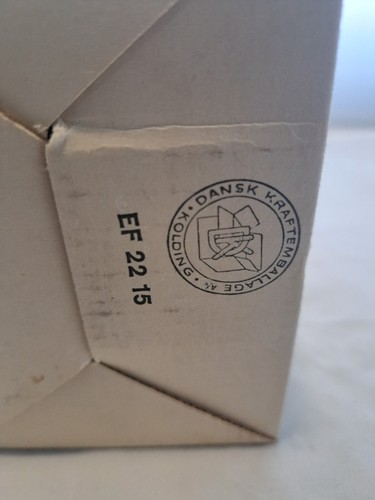 DANSK KRAFTEMBALLAGE A/S · KOLDING ·
EF 22 15